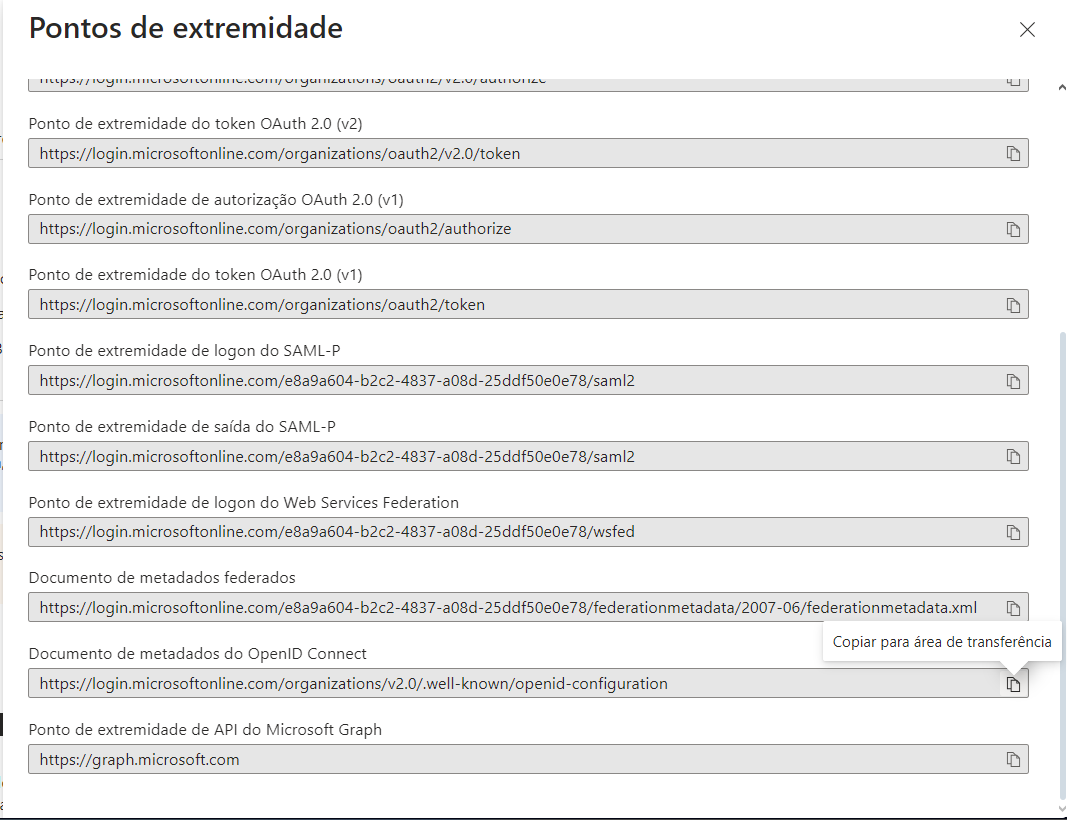 Pontos de extremidade
https://login.microsoftonline.com/organizations/oauth2/v2.0/authorize
Ponto de extremidade do token OAuth 2.0 (v2)
https://login.microsoftonline.com/organizations/oauth2/v2.0/token
Ponto de extremidade de autorização OAuth 2.0 (v1)
https://login.microsoftonline.com/organizations/oauth2/authorize
Ponto de extremidade do token OAuth 2.0 (v1)
https://login.microsoftonline.com/organizations/oauth2/token
Ponto de extremidade de logon do SAML-P
https://login.microsoftonline.com/e8a9a604-b2c2-4837-a08d-25ddf50e0e78/saml2
Ponto de extremidade de saída do SAML-P
https://login.microsoftonline.com/e8a9a604-b2c2-4837-a08d-25ddf50e0e78/saml2
Ponto de extremidade de logon do Web Services Federation
https://login.microsoftonline.com/e8a9a604-b2c2-4837-a08d-25ddf50e0e78/wsfed
Documento de metadados federados
https://login.microsoftonline.com/e8a9a604-b2c2-4837-a08d-25ddf50e0e78/federationmetadata/2007-06/federationmetadata.xml
Copiar para área de transferência
Documento de metadados do OpenID Connect
https://login.microsoftonline.com/organizations/v2.0/.well-known/openid-configuration
Ponto de extremidade de API do Microsoft Graph
https://graph.microsoft.com